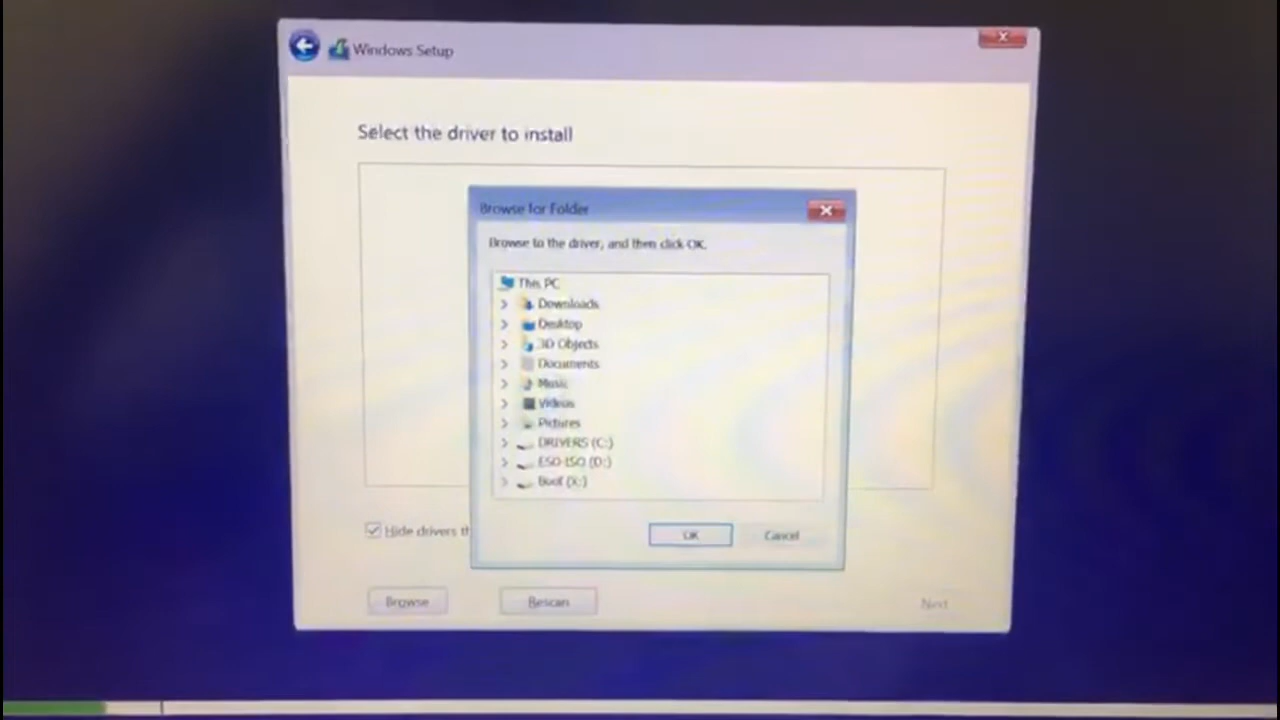 Windows Setup
Select the driver to install
Browse for Folder
Browse to the driver, and then click OK.
This PC
Downloads
Desktop
3D Objects
Documents
Music
Videos
Pictures
DRIVERS (C:)
ESD-ISO (D:)
Boot (X:)
OK Cancel
Hide drivers th
Browse Rescan Next